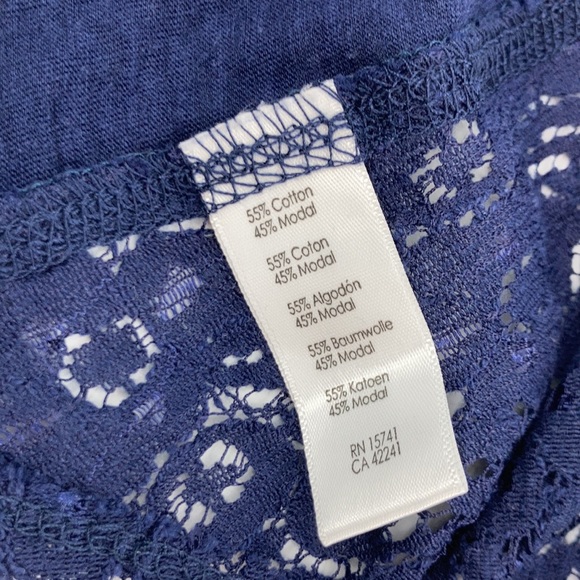 55% Cotton
45% Modal
55% Coton
45% Modal
55% Algodón
45% Modal
55% Baumwolle
45% Modal
55% Katoen
45% Modal
RN 15741
CA 42241